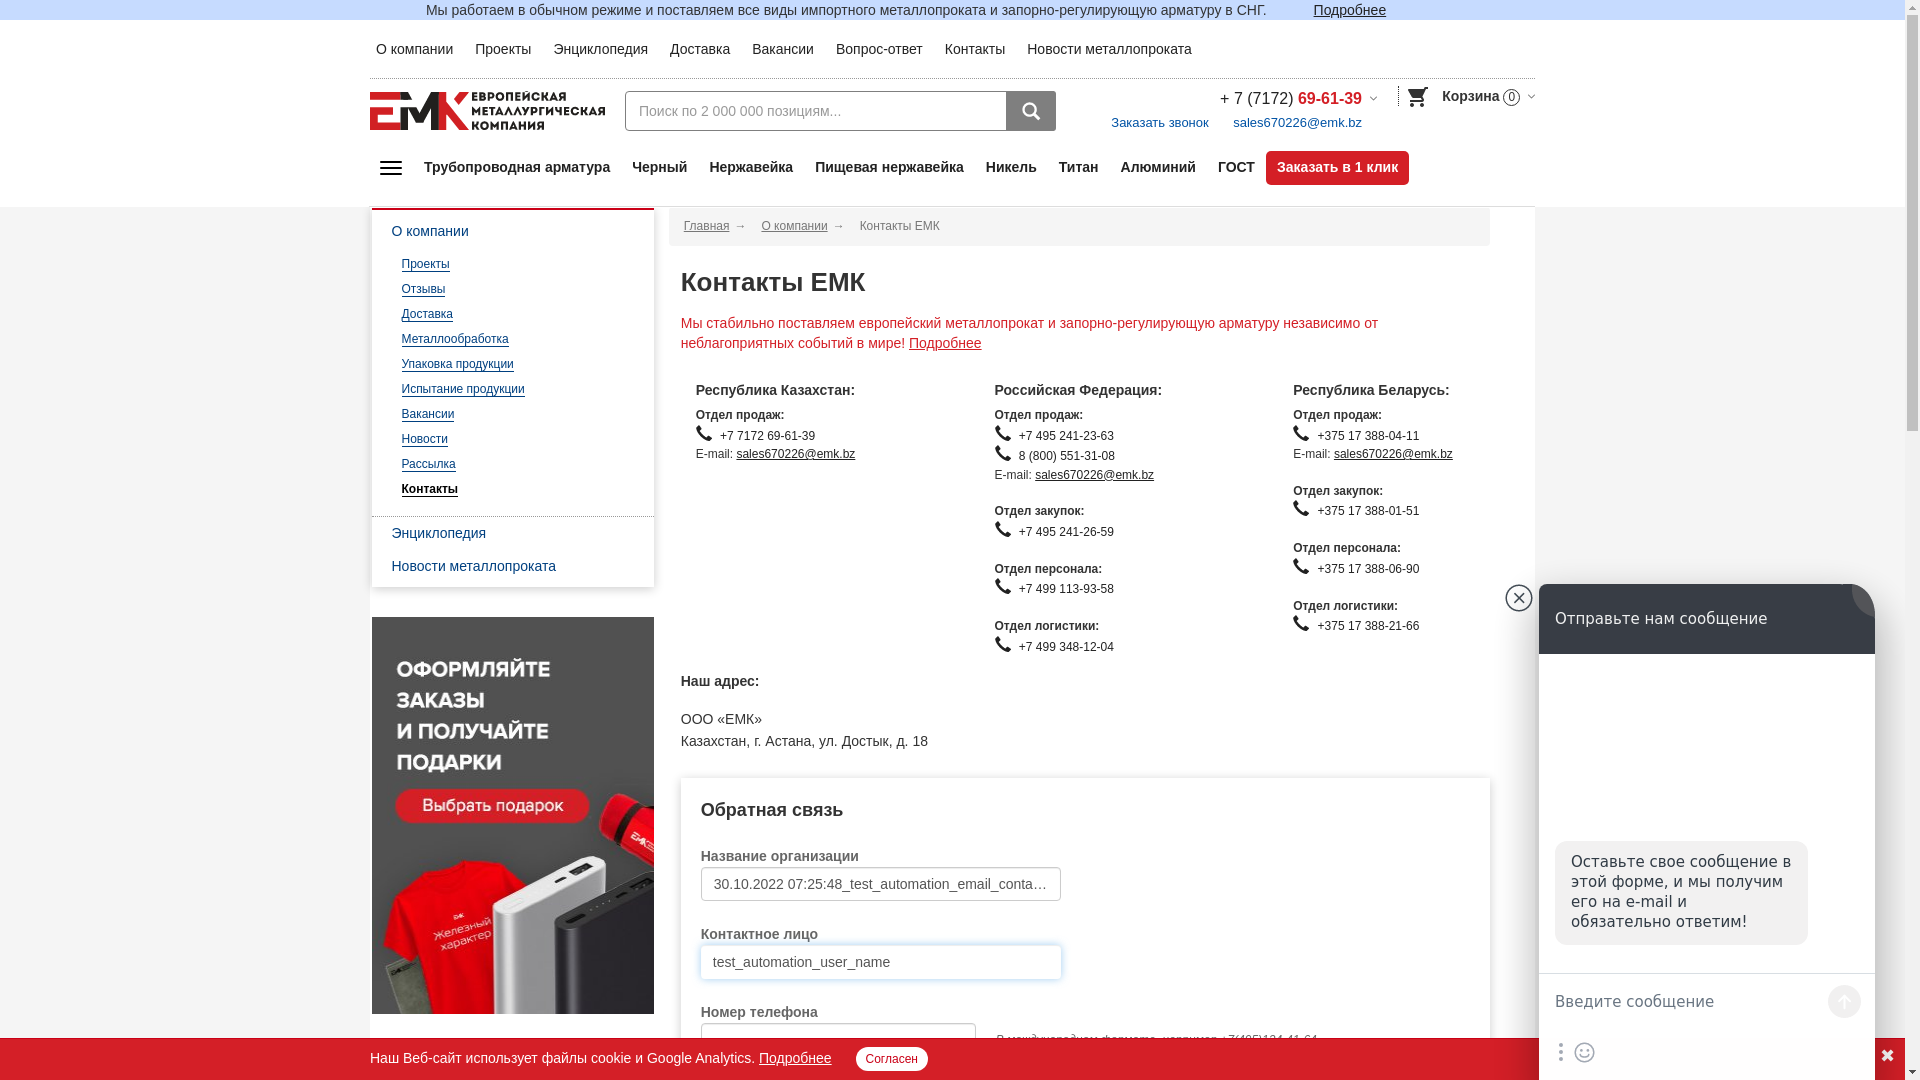 Мы работаем в обычном режиме и поставляем все виды импортного металлопроката и запорно-регулирующую арматуру в СНГ. Подробнее
О компании Проекты Энциклопедия Доставка Вакансии Вопрос-ответ Контакты Новости металлопроката
ЕМК ЕВРОПЕЙСКАЯ
МЕТАЛЛУРГИЧЕСКАЯ
КОМПАНИЯ
Поиск по 2 000 000 позициям...
+ 7 (7172) 69-61-39
Корзина 0
Заказать звонок sales670226@emk.bz
Трубопроводная арматура Черный Нержавейка Пищевая нержавейка Никель Титан Алюминий ГОСТ Заказать в 1 клик
О компании
Проекты
Отзывы
Доставка
Металлообработка
Упаковка продукции
Испытание продукции
Вакансии
Новости
Рассылка
Контакты
Энциклопедия
Новости металлопроката
ОФОРМЛЯЙТЕ
ЗАКАЗЫ
И ПОЛУЧАЙТЕ
ПОДАРКИ
Выбрать подарок
ЕМК
ЕМК
Железный
характер
Главная → О компании → Контакты ЕМК
Контакты ЕМК
Мы стабильно поставляем европейский металлопрокат и запорно-регулирующую арматуру независимо от
неблагоприятных событий в мире! Подробнее
Республика Казахстан:
Отдел продаж:
+7 7172 69-61-39
E-mail: sales670226@emk.bz
Российская Федерация:
Отдел продаж:
+7 495 241-23-63
8 (800) 551-31-08
E-mail: sales670226@emk.bz
Отдел закупок:
+7 495 241-26-59
Отдел персонала:
+7 499 113-93-58
Отдел логистики:
+7 499 348-12-04
Республика Беларусь:
Отдел продаж:
+375 17 388-04-11
E-mail: sales670226@emk.bz
Отдел закупок:
+375 17 388-01-51
Отдел персонала:
+375 17 388-06-90
Отдел логистики:
+375 17 388-21-66
Наш адрес:
ООО «ЕМК»
Казахстан, г. Астана, ул. Достык, д. 18
Обратная связь
Название организации
30.10.2022 07:25:48_test_automation_email_conta…
Контактное лицо
test_automation_user_name
Номер телефона
Отправьте нам сообщение
Оставьте свое сообщение в
этой форме, и мы получим
его на e-mail и
обязательно ответим!
Введите сообщение
Наш Веб-сайт использует файлы cookie и Google Analytics. Подробнее Согласен